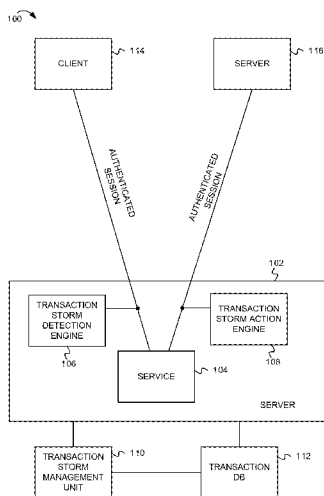 100
CLIENT
114
SERVER
116
AUTHENTICATED
SESSION
AUTHENTICATED
SESSION
102
TRANSACTION
STORM
DETECTION
ENGINE
106
TRANSACTION
STORM ACTION
ENGINE
108
SERVICE
104
SERVER
TRANSACTION
STORM
MANAGEMENT
UNIT
110
TRANSACTION
DB
112